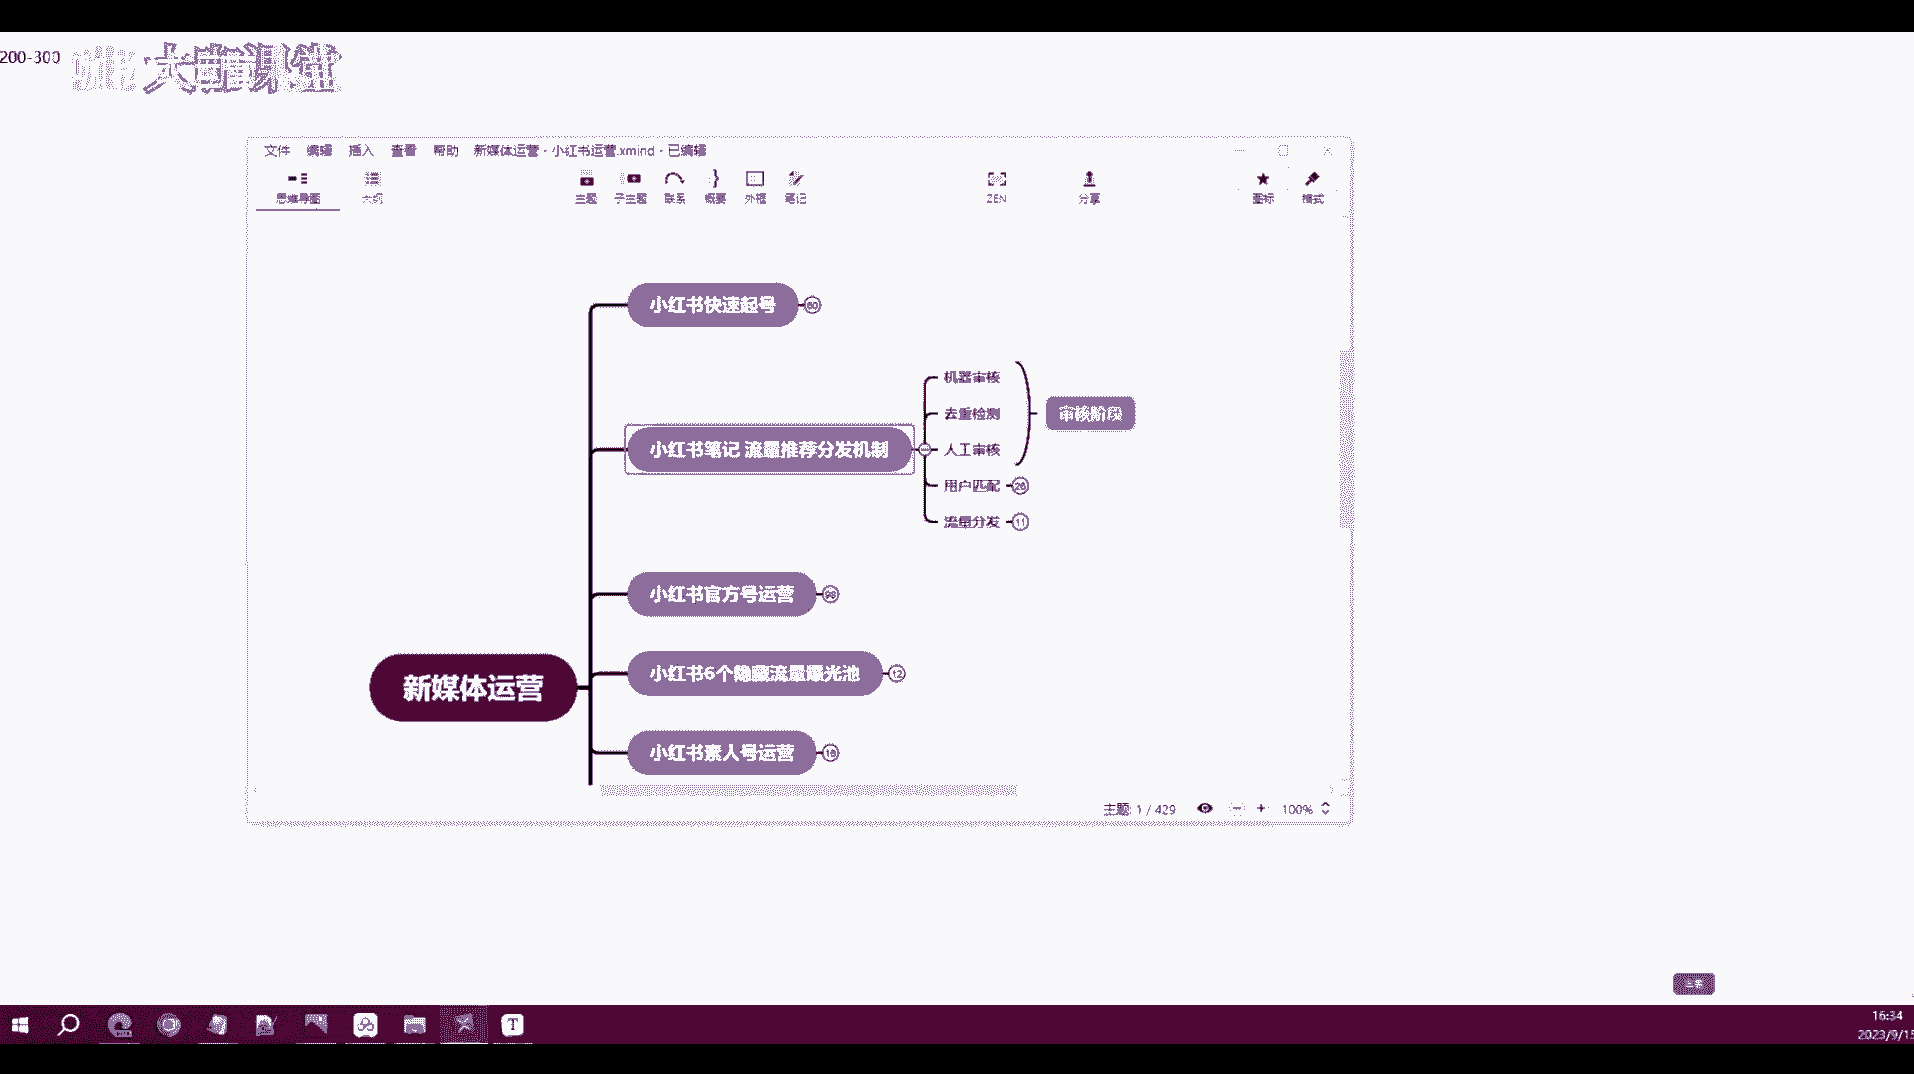 200-300
大鹏课堂
文件 编辑 插入 查看 帮助 新媒体运营 - 小红书运营.xmind - 已编辑
思维导图 大纲 主题 子主题 联系 概要 外框 笔记 ZEN 分享 图标 格式
小红书快速起号 60
机器审核
去重检测
审核阶段
小红书笔记 流量推荐分发机制
人工审核
用户匹配 26
流量分发 11
小红书官方号运营 98
小红书6个隐藏流量曝光池 12
新媒体运营
小红书素人号运营 16
主题: 1 / 429 100%
16:34
2023/9/15